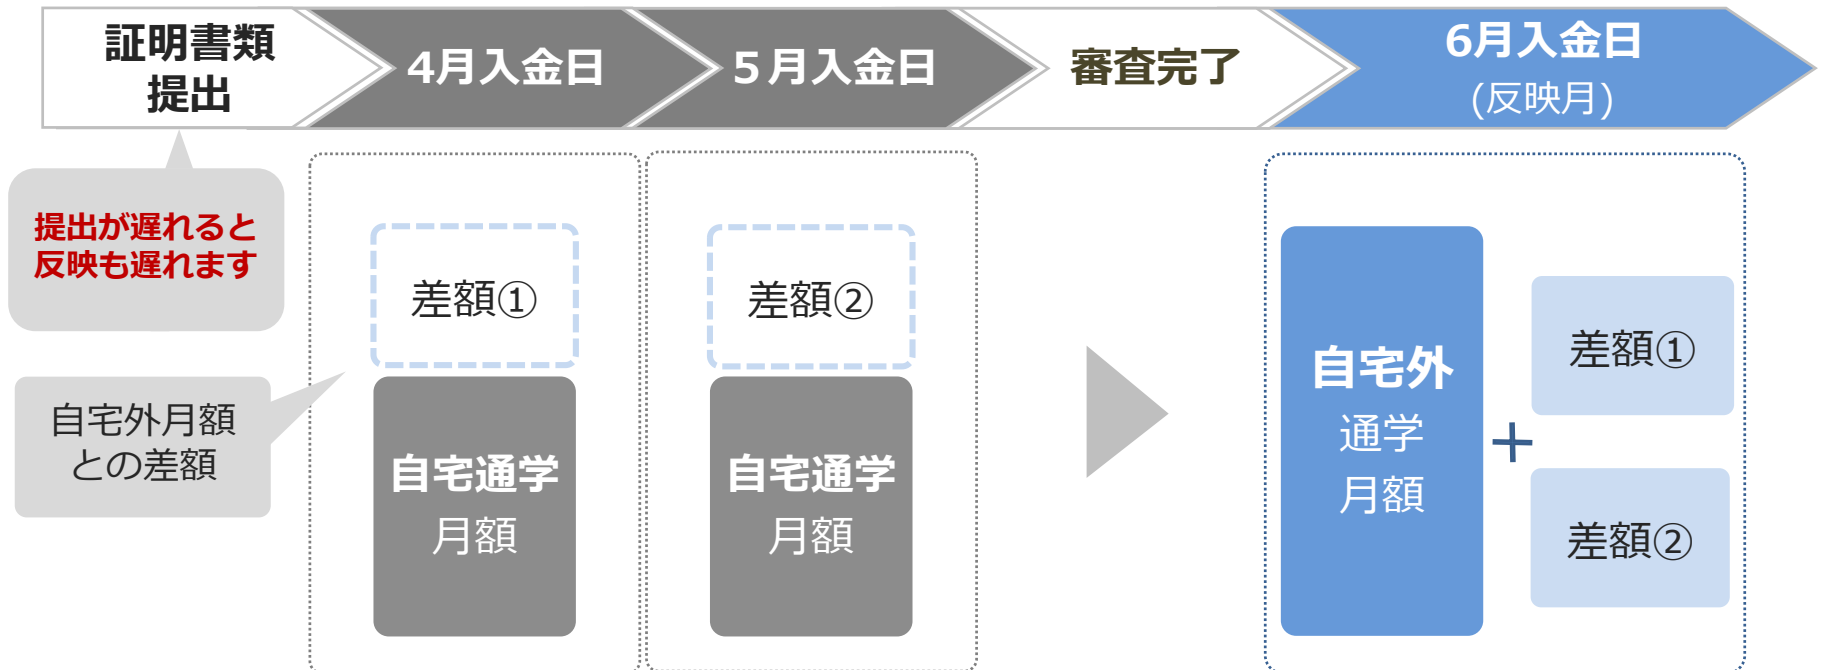 証明書類
提出
4月入金日
５月入金日
審査完了
6月入金日
(反映月)
提出が遅れると
反映も遅れます
自宅外月額
との差額
差額①
自宅通学
月額
差額②
自宅通学
月額
自宅外
通学
月額
+
差額①
差額②